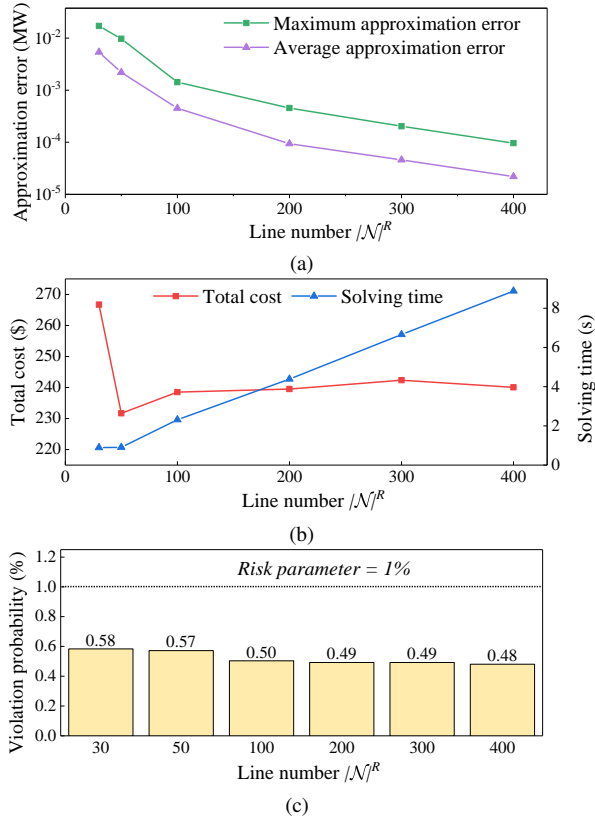 Approximation error (MW)
10^-2
10^-3
10^-4
10^-5
Maximum approximation error
Average approximation error
0 100 200 300 400
Line number |𝒩|^R
(a)
Total cost ($)
270
260
250
240
230
220
Total cost
Solving time
8
6
4
2
0
Solving time (s)
0 100 200 300 400
Line number |𝒩|^R
(b)
Violation probability (%)
1.2
1.0
0.8
0.6
0.4
0.2
0.0
Risk parameter = 1%
0.58 0.57 0.50 0.49 0.49 0.48
30 50 100 200 300 400
Line number |𝒩|^R
(c)